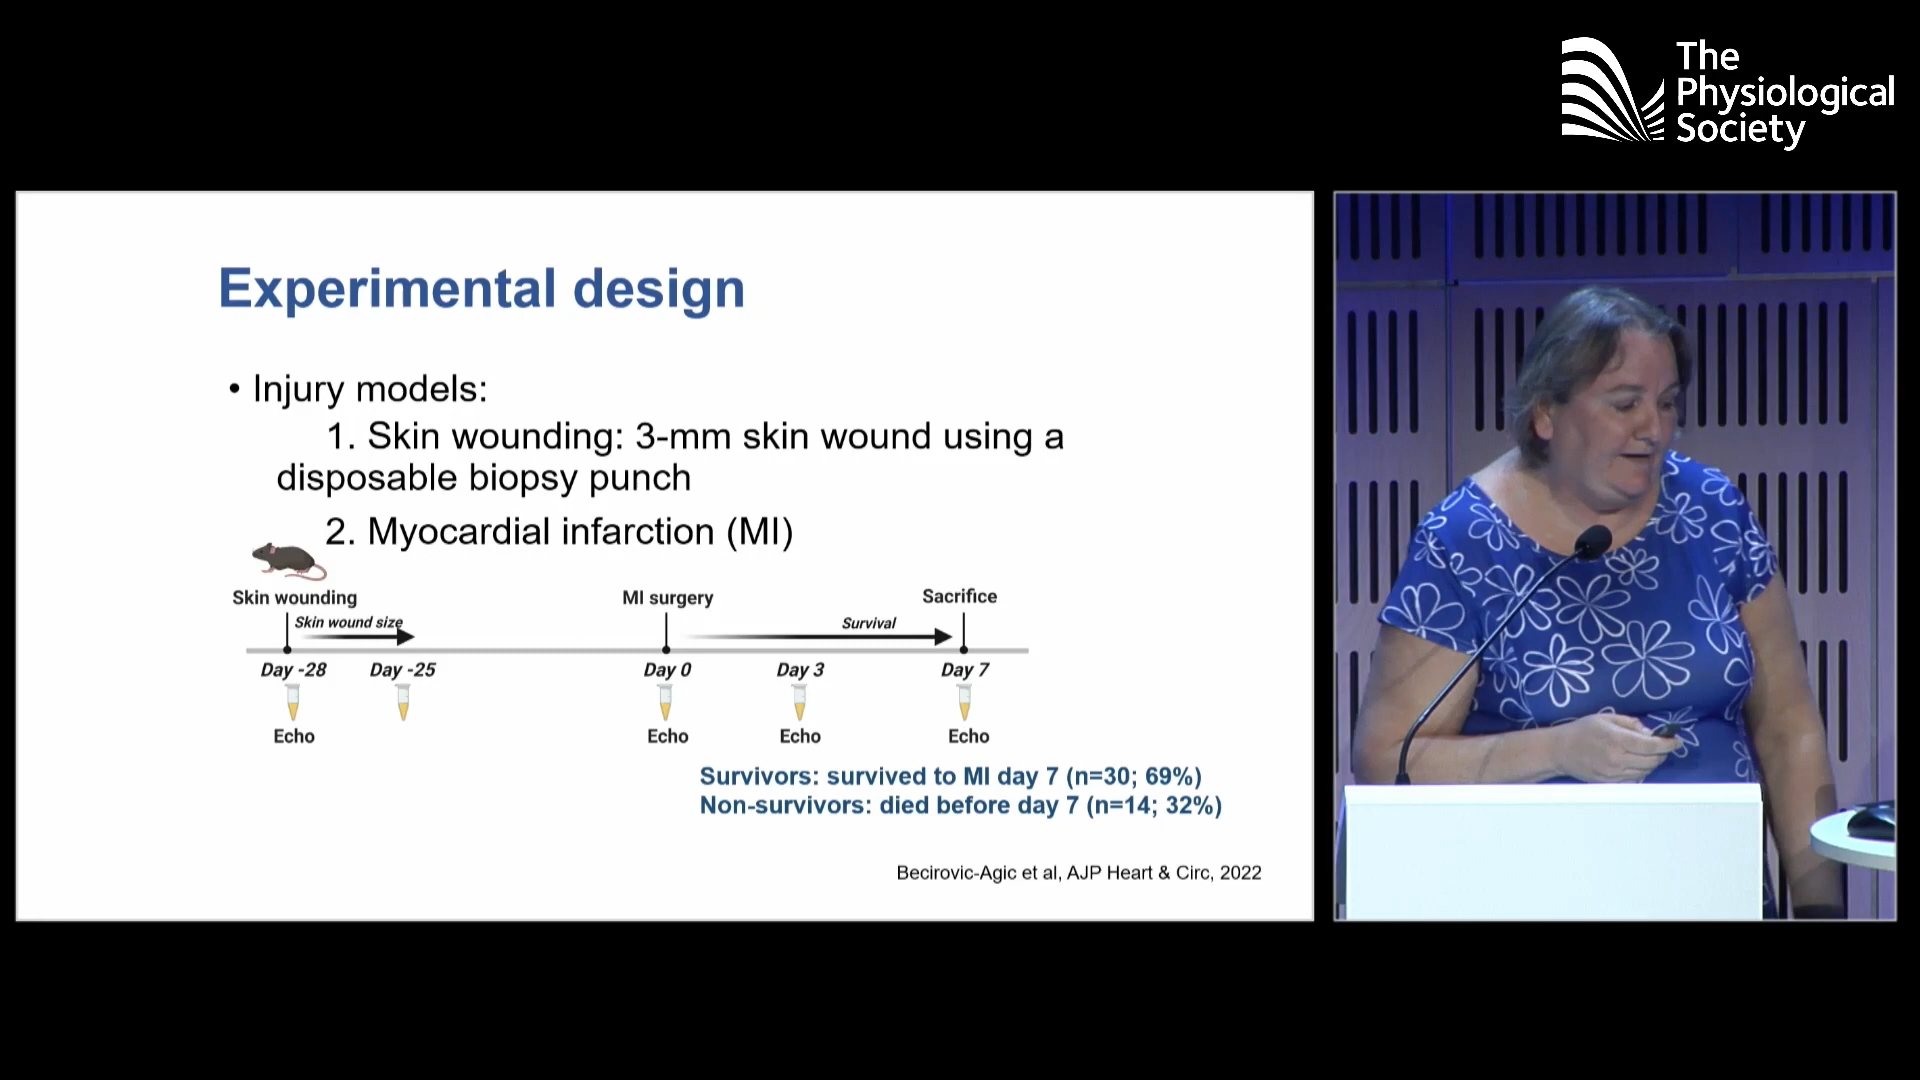 The
Physiological
Society
Experimental design
• Injury models:
1. Skin wounding: 3-mm skin wound using a
disposable biopsy punch
2. Myocardial infarction (MI)
Skin wounding
MI surgery
Sacrifice
Skin wound size
Survival
Day -28
Day -25
Day 0
Day 3
Day 7
Echo
Echo
Echo
Echo
Survivors: survived to MI day 7 (n=30; 69%)
Non-survivors: died before day 7 (n=14; 32%)
Becirovic-Agic et al, AJP Heart & Circ, 2022